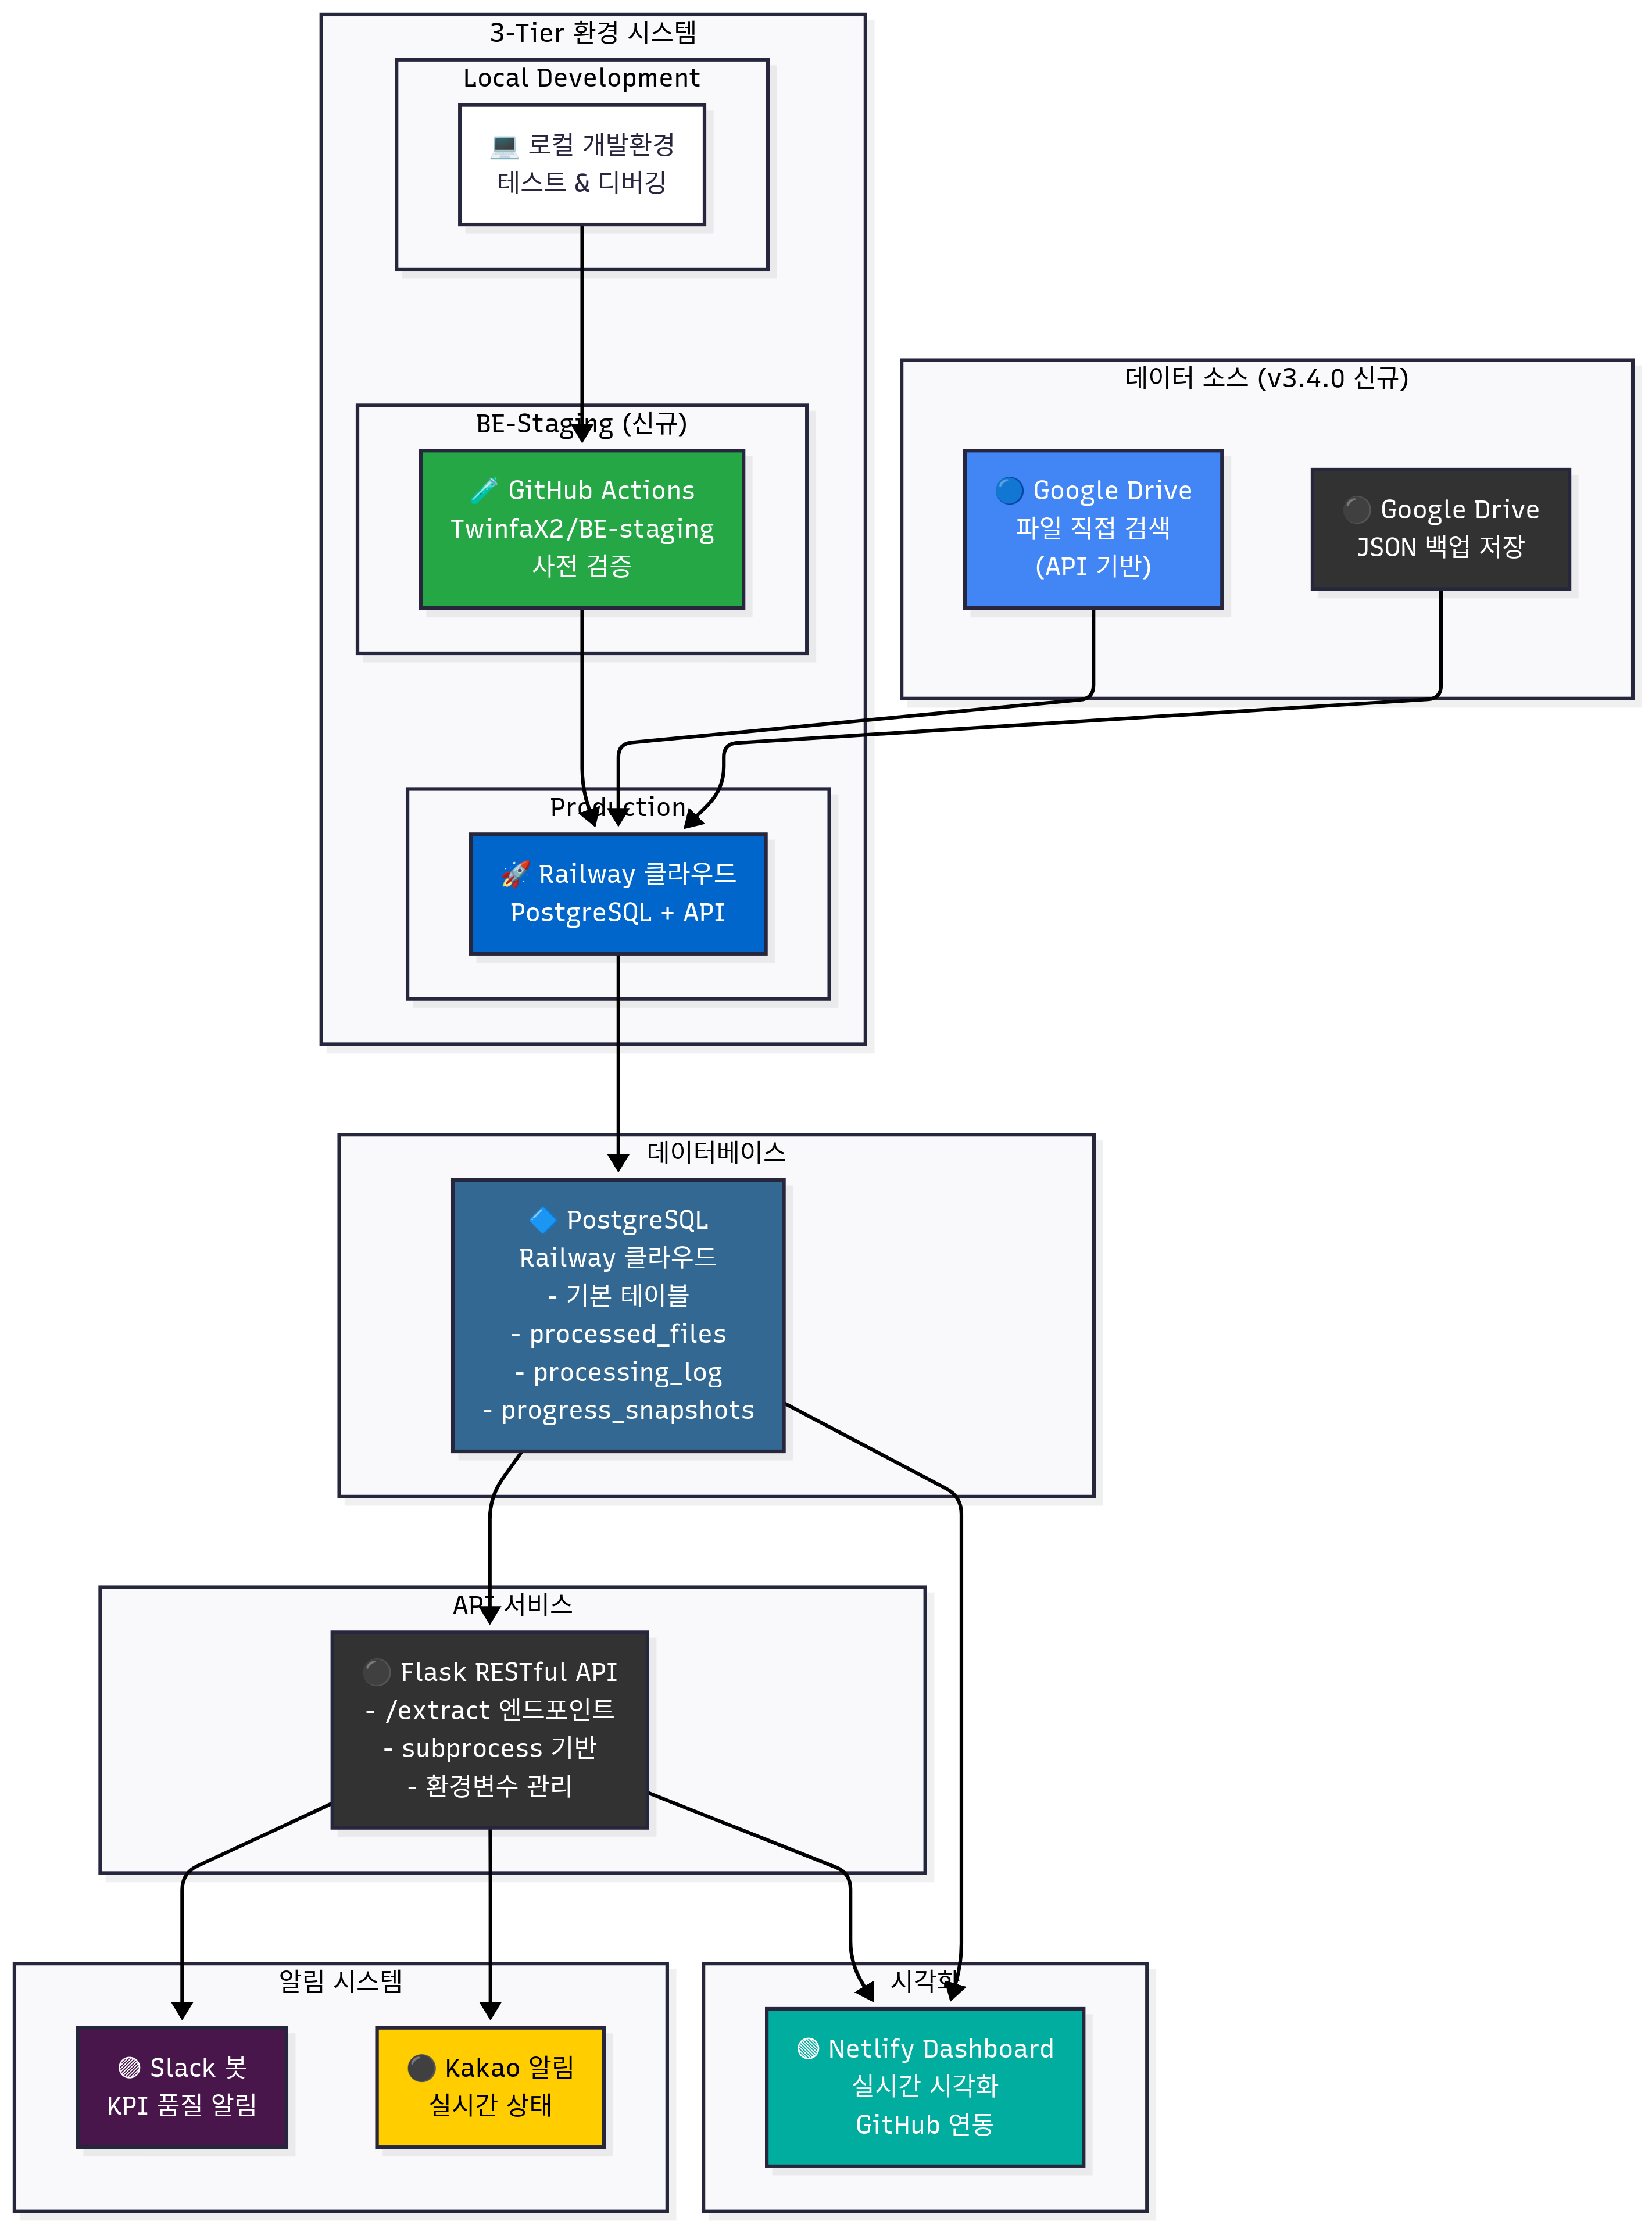 3-Tier 환경 시스템
Local Development
💻 로컬 개발환경
테스트 & 디버깅
BE-Staging (신규)
🧪 GitHub Actions
TwinfaX2/BE-staging
사전 검증
데이터 소스 (v3.4.0 신규)
🔵 Google Drive
파일 직접 검색
(API 기반)
⚫ Google Drive
JSON 백업 저장
Production
🚀 Railway 클라우드
PostgreSQL + API
데이터베이스
🔷 PostgreSQL
Railway 클라우드
- 기본 테이블
- processed_files
- processing_log
- progress_snapshots
API 서비스
⚫ Flask RESTful API
- /extract 엔드포인트
- subprocess 기반
- 환경변수 관리
알림 시스템
🟣 Slack 봇
KPI 품질 알림
⚫ Kakao 알림
실시간 상태
시각화
🟢 Netlify Dashboard
실시간 시각화
GitHub 연동